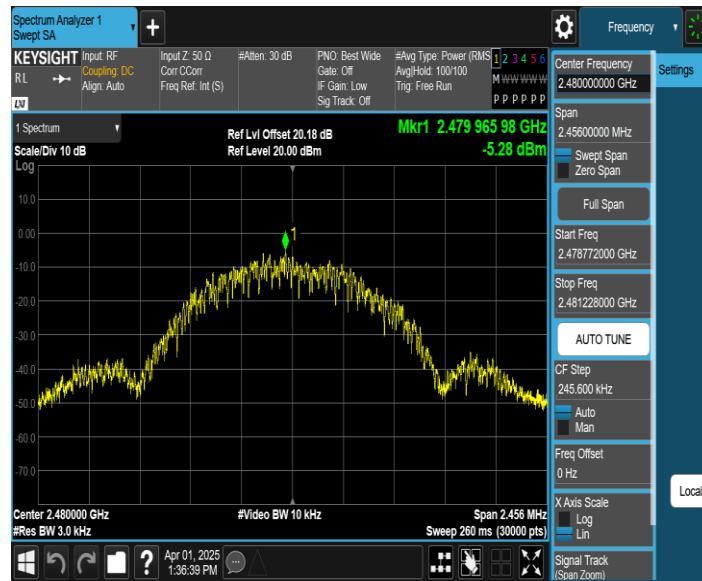 Spectrum Analyzer 1
Swept SA
Frequency
KEYSIGHT
RL
LXI
Input: RF
Coupling: DC
Align: Auto
Input Z: 50 Ω
Corr CCorr
Freq Ref: Int (S)
#Atten: 30 dB
PNO: Best Wide
Gate: Off
IF Gain: Low
Sig Track: Off
#Avg Type: Power (RMS
Avg|Hold: 100/100
Trig: Free Run
1 2 3 4 5 6
M W W W W W
P P P P P P
1 Spectrum
Scale/Div 10 dB
Log
Ref Lvl Offset 20.18 dB
Ref Level 20.00 dBm
Mkr1 2.479 965 98 GHz
-5.28 dBm
1
10.0
0.00
-10.0
-20.0
-30.0
-40.0
-50.0
-60.0
-70.0
Center 2.480000 GHz
#Res BW 3.0 kHz
#Video BW 10 kHz
Span 2.456 MHz
Sweep 260 ms (30000 pts)
Apr 01, 2025
1:36:39 PM
?
Center Frequency
2.480000000 GHz
Span
2.45600000 MHz
Swept Span
Zero Span
Full Span
Start Freq
2.478772000 GHz
Stop Freq
2.481228000 GHz
AUTO TUNE
CF Step
245.600 kHz
Auto
Man
Freq Offset
0 Hz
X Axis Scale
Log
Lin
Signal Track
(Span Zoom)
Settings
Local